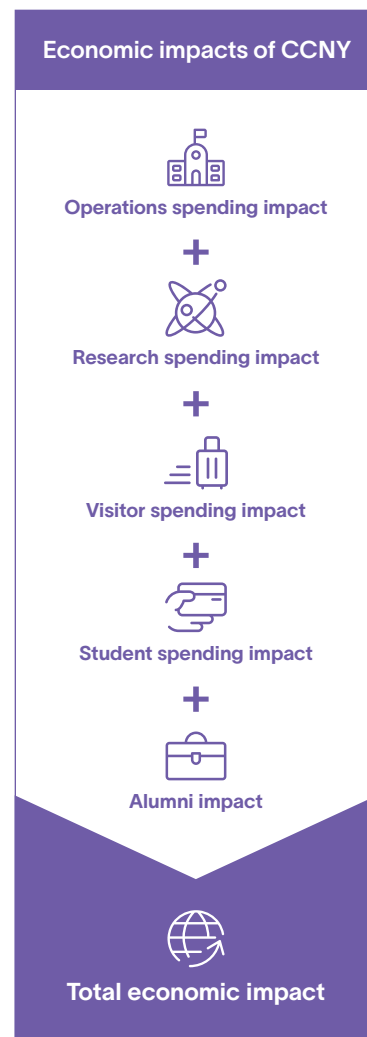 Economic impacts of CCNY
Operations spending impact
+
Research spending impact
+
Visitor spending impact
+
Student spending impact
+
Alumni impact
Total economic impact